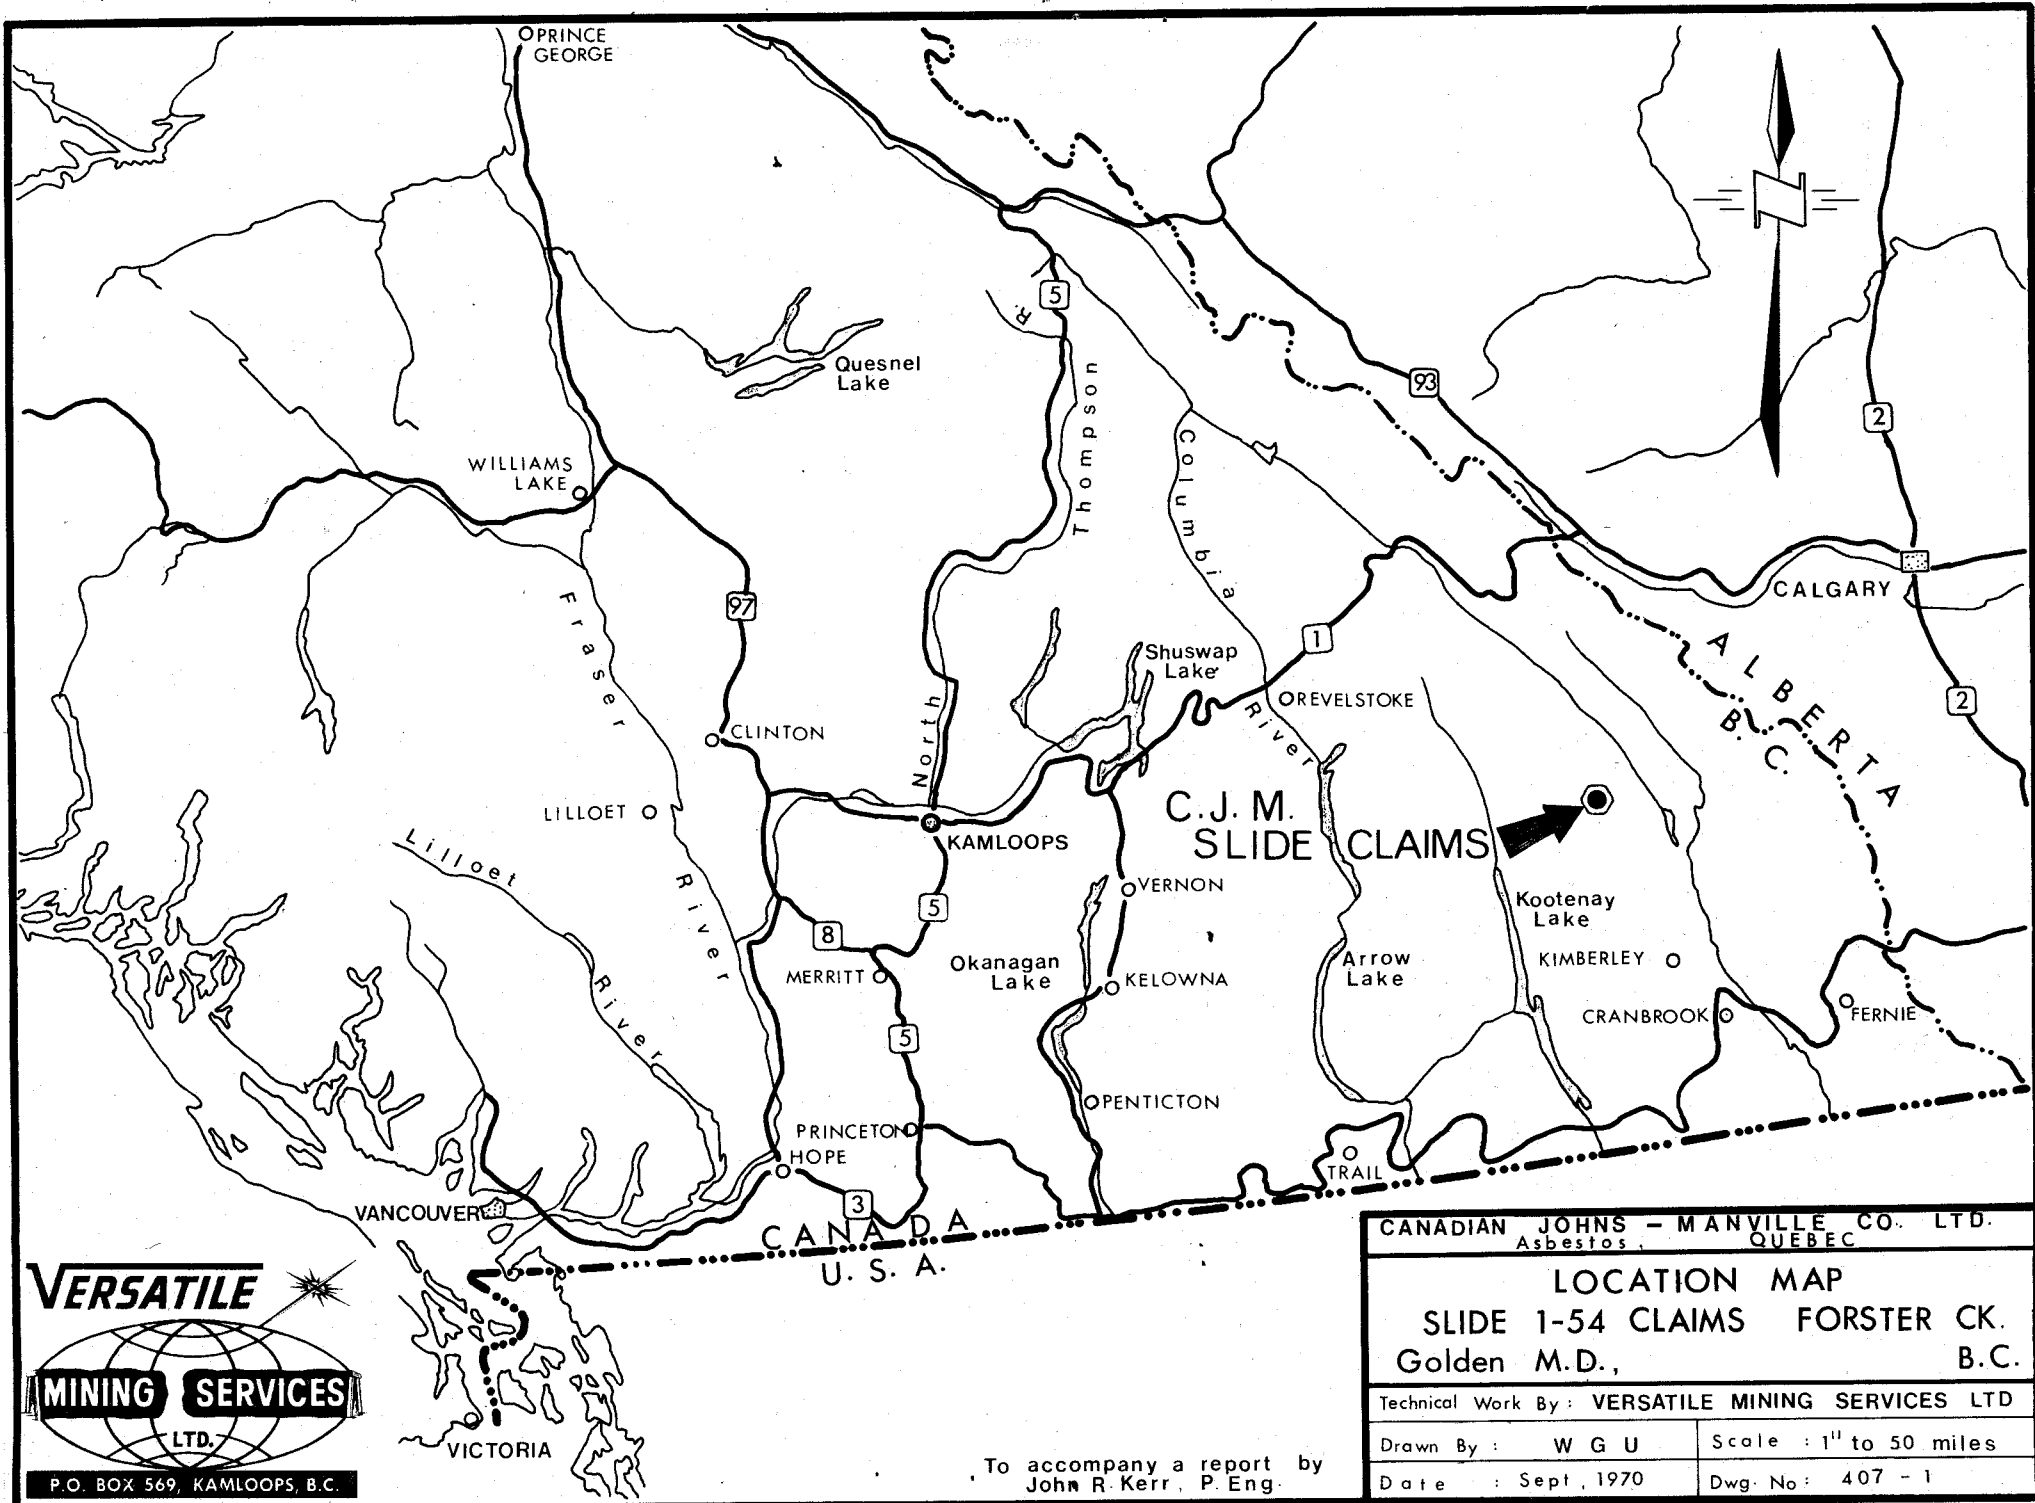 PRINCE
GEORGE
5
R.
Quesnel
Lake
93
2
WILLIAMS
LAKE
Thompson
Columbia
97
Fraser
CALGARY
1
Shuswap
Lake
ALBERTA
B.C.
2
REVELSTOKE
River
CLINTON
North
LILLOET
C.J.M.
SLIDE CLAIMS
KAMLOOPS
Lilloet
River
VERNON
Kootenay
Lake
5
8
Okanagan
Lake
Arrow
Lake
KIMBERLEY
MERRITT
KELOWNA
River
CRANBROOK
FERNIE
5
PENTICTON
PRINCETON
HOPE
TRAIL
3
VANCOUVER
CANADA
U.S.A.
VICTORIA
VERSATILE
MINING SERVICES
LTD.
P.O. BOX 569, KAMLOOPS, B.C.
To accompany a report by
John R. Kerr, P. Eng.
CANADIAN JOHNS - MANVILLE CO. LTD.
Asbestos, QUEBEC
LOCATION MAP
SLIDE 1-54 CLAIMS FORSTER CK.
Golden M.D., B.C.
Technical Work By : VERSATILE MINING SERVICES LTD
Drawn By : W G U
Scale : 1" to 50 miles
Date : Sept, 1970
Dwg. No : 407 - 1